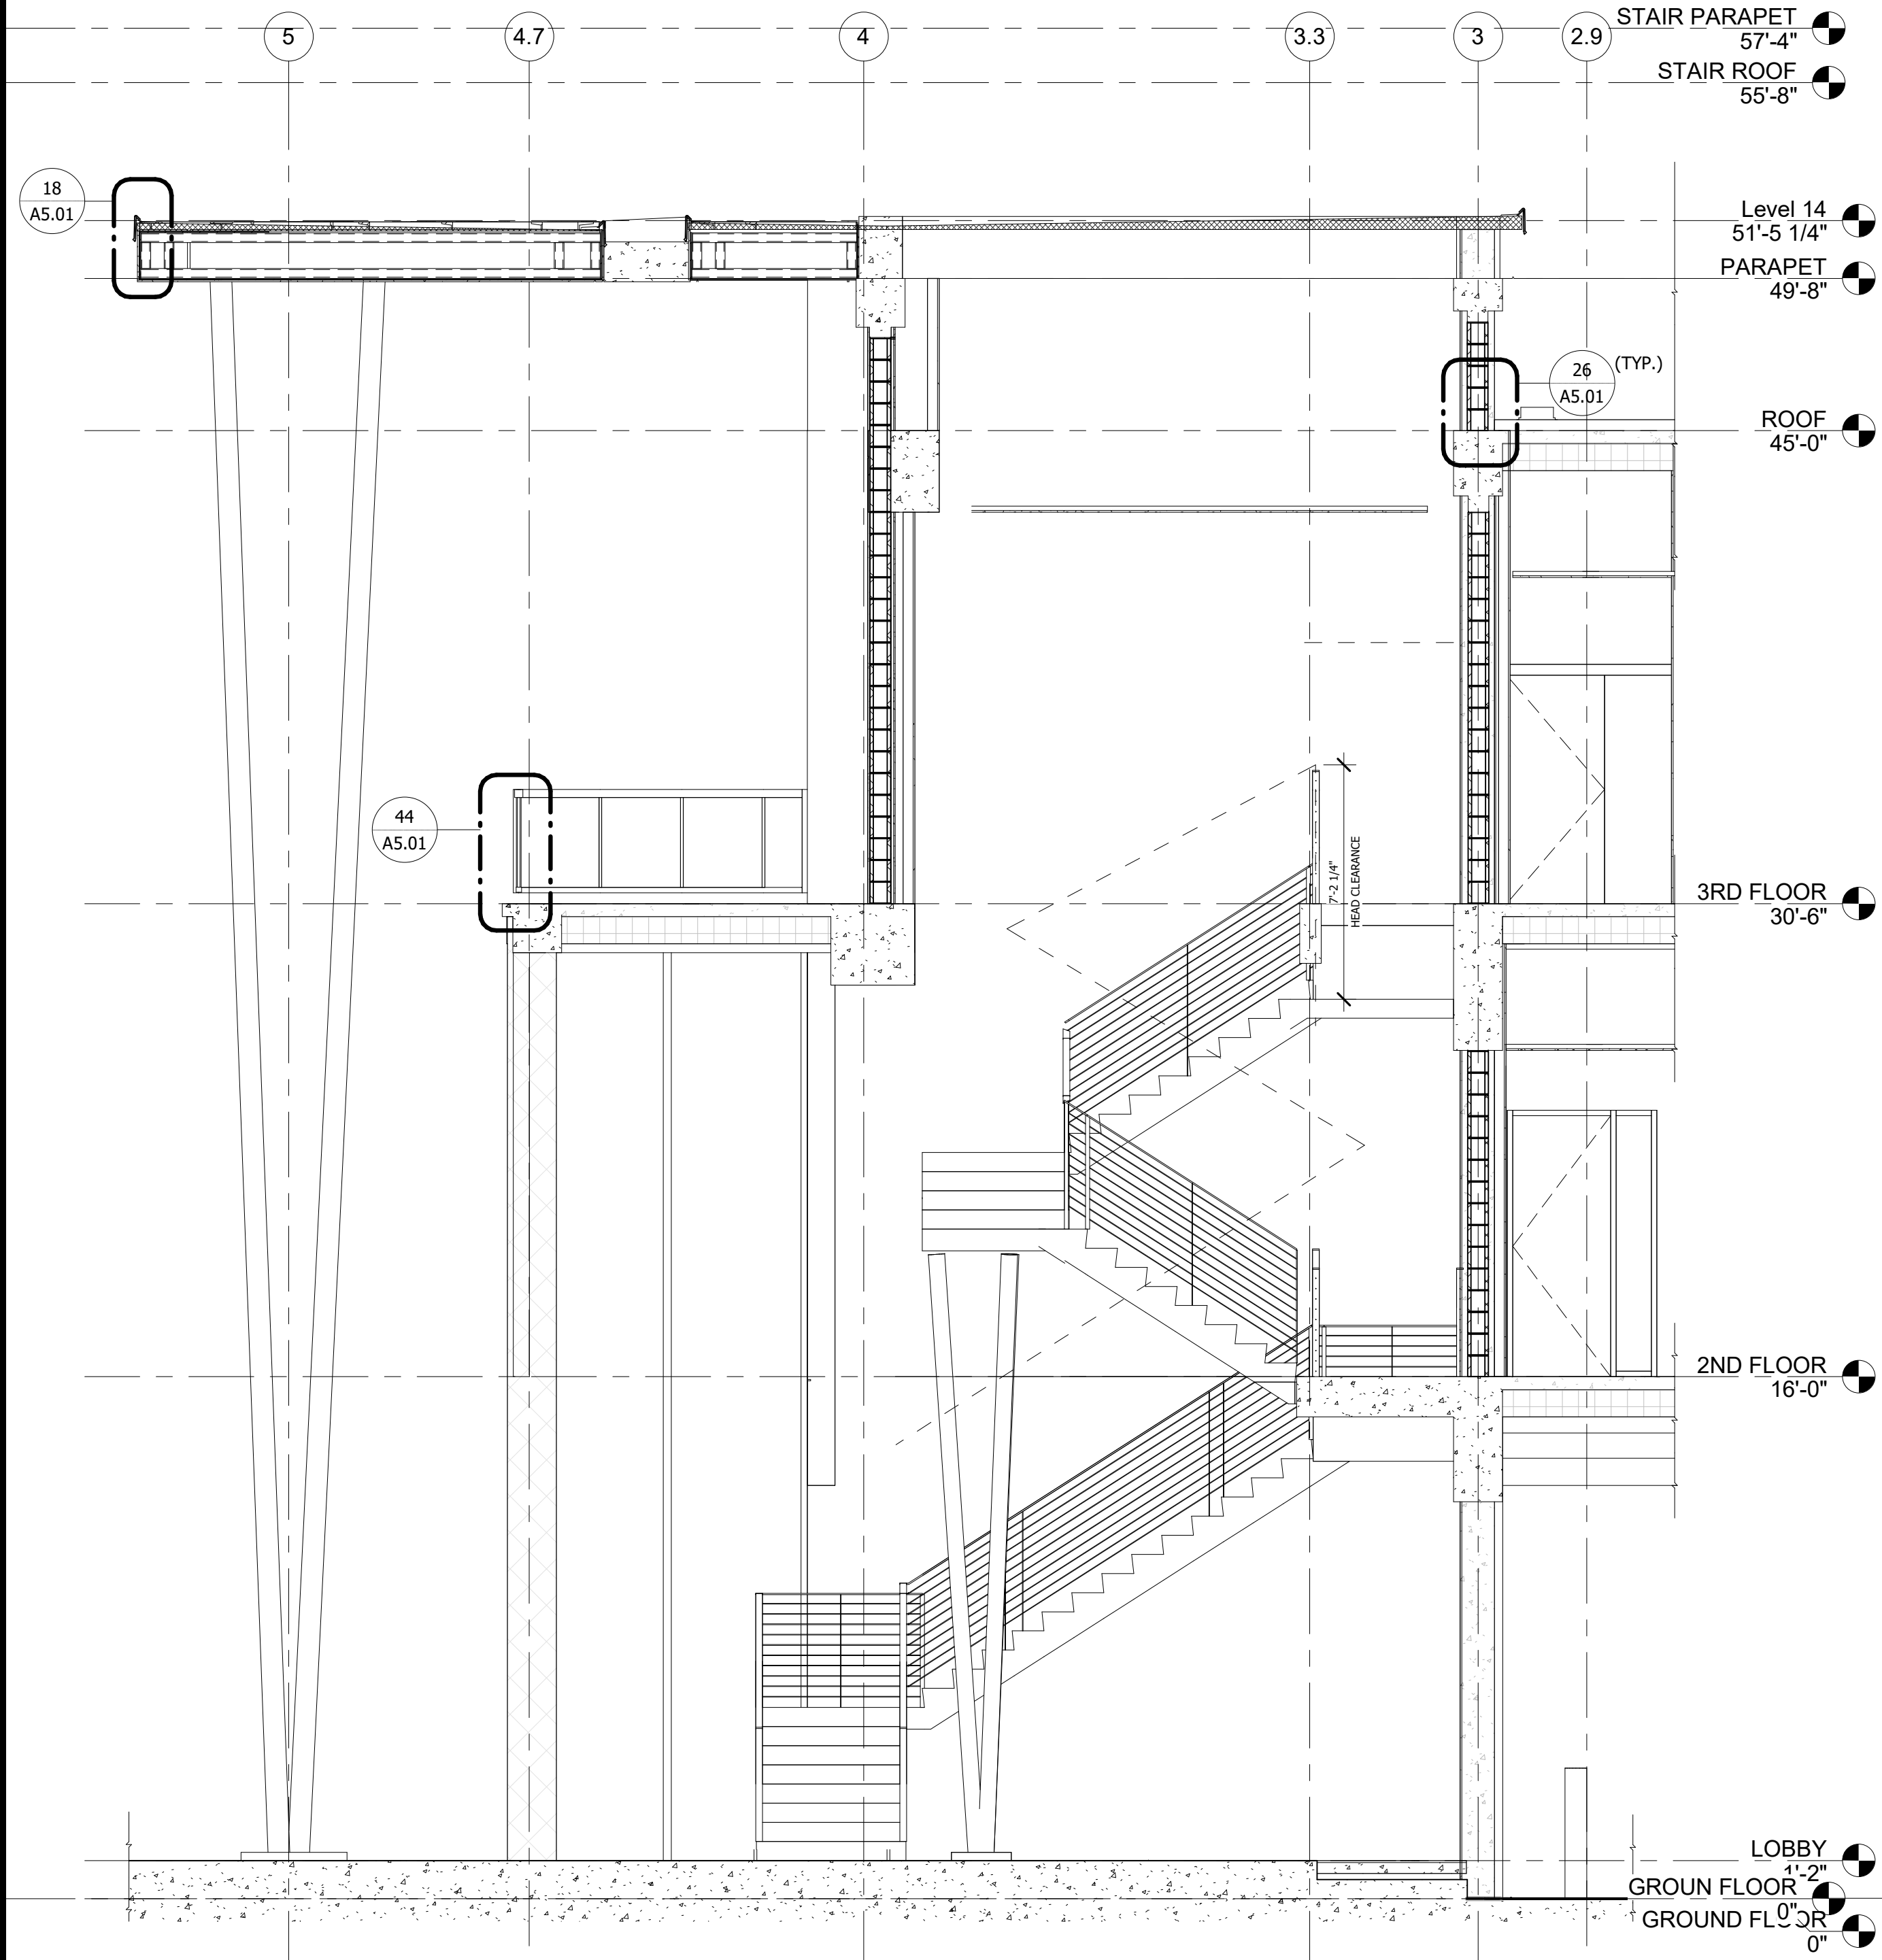 5
4.7
4
3.3
3
2.9
STAIR PARAPET
57'-4"
STAIR ROOF
55'-8"
18
A5.01
Level 14
51'-5 1/4"
PARAPET
49'-8"
26
A5.01
(TYP.)
ROOF
45'-0"
44
A5.01
7'-2 1/4"
HEAD CLEARANCE
3RD FLOOR
30'-6"
2ND FLOOR
16'-0"
LOBBY
1'-2"
GROUN FLOOR
0"
GROUND FLOOR
0"